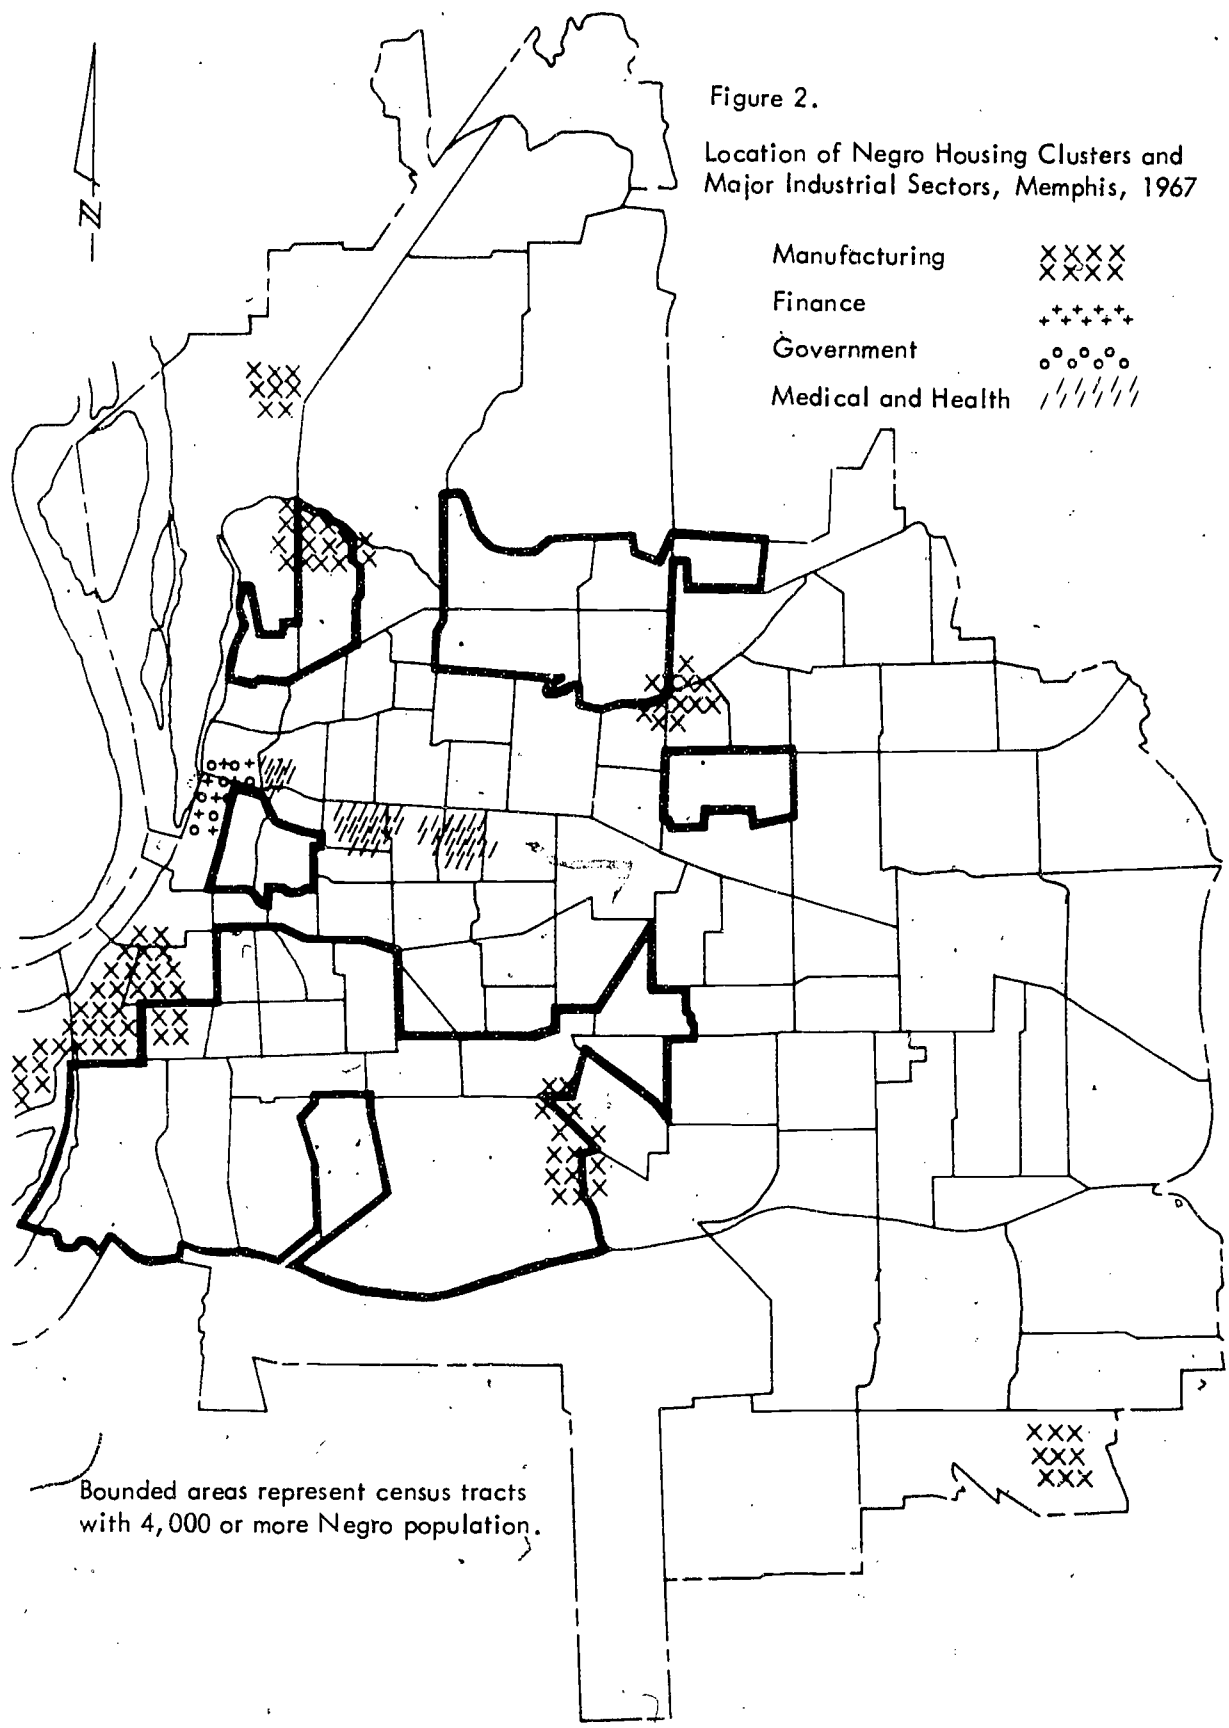 Figure 2.
Location of Negro Housing Clusters and
Major Industrial Sectors, Memphis, 1967
Manufacturing
Finance
Government
Medical and Health
N
Bounded areas represent census tracts
with 4,000 or more Negro population.